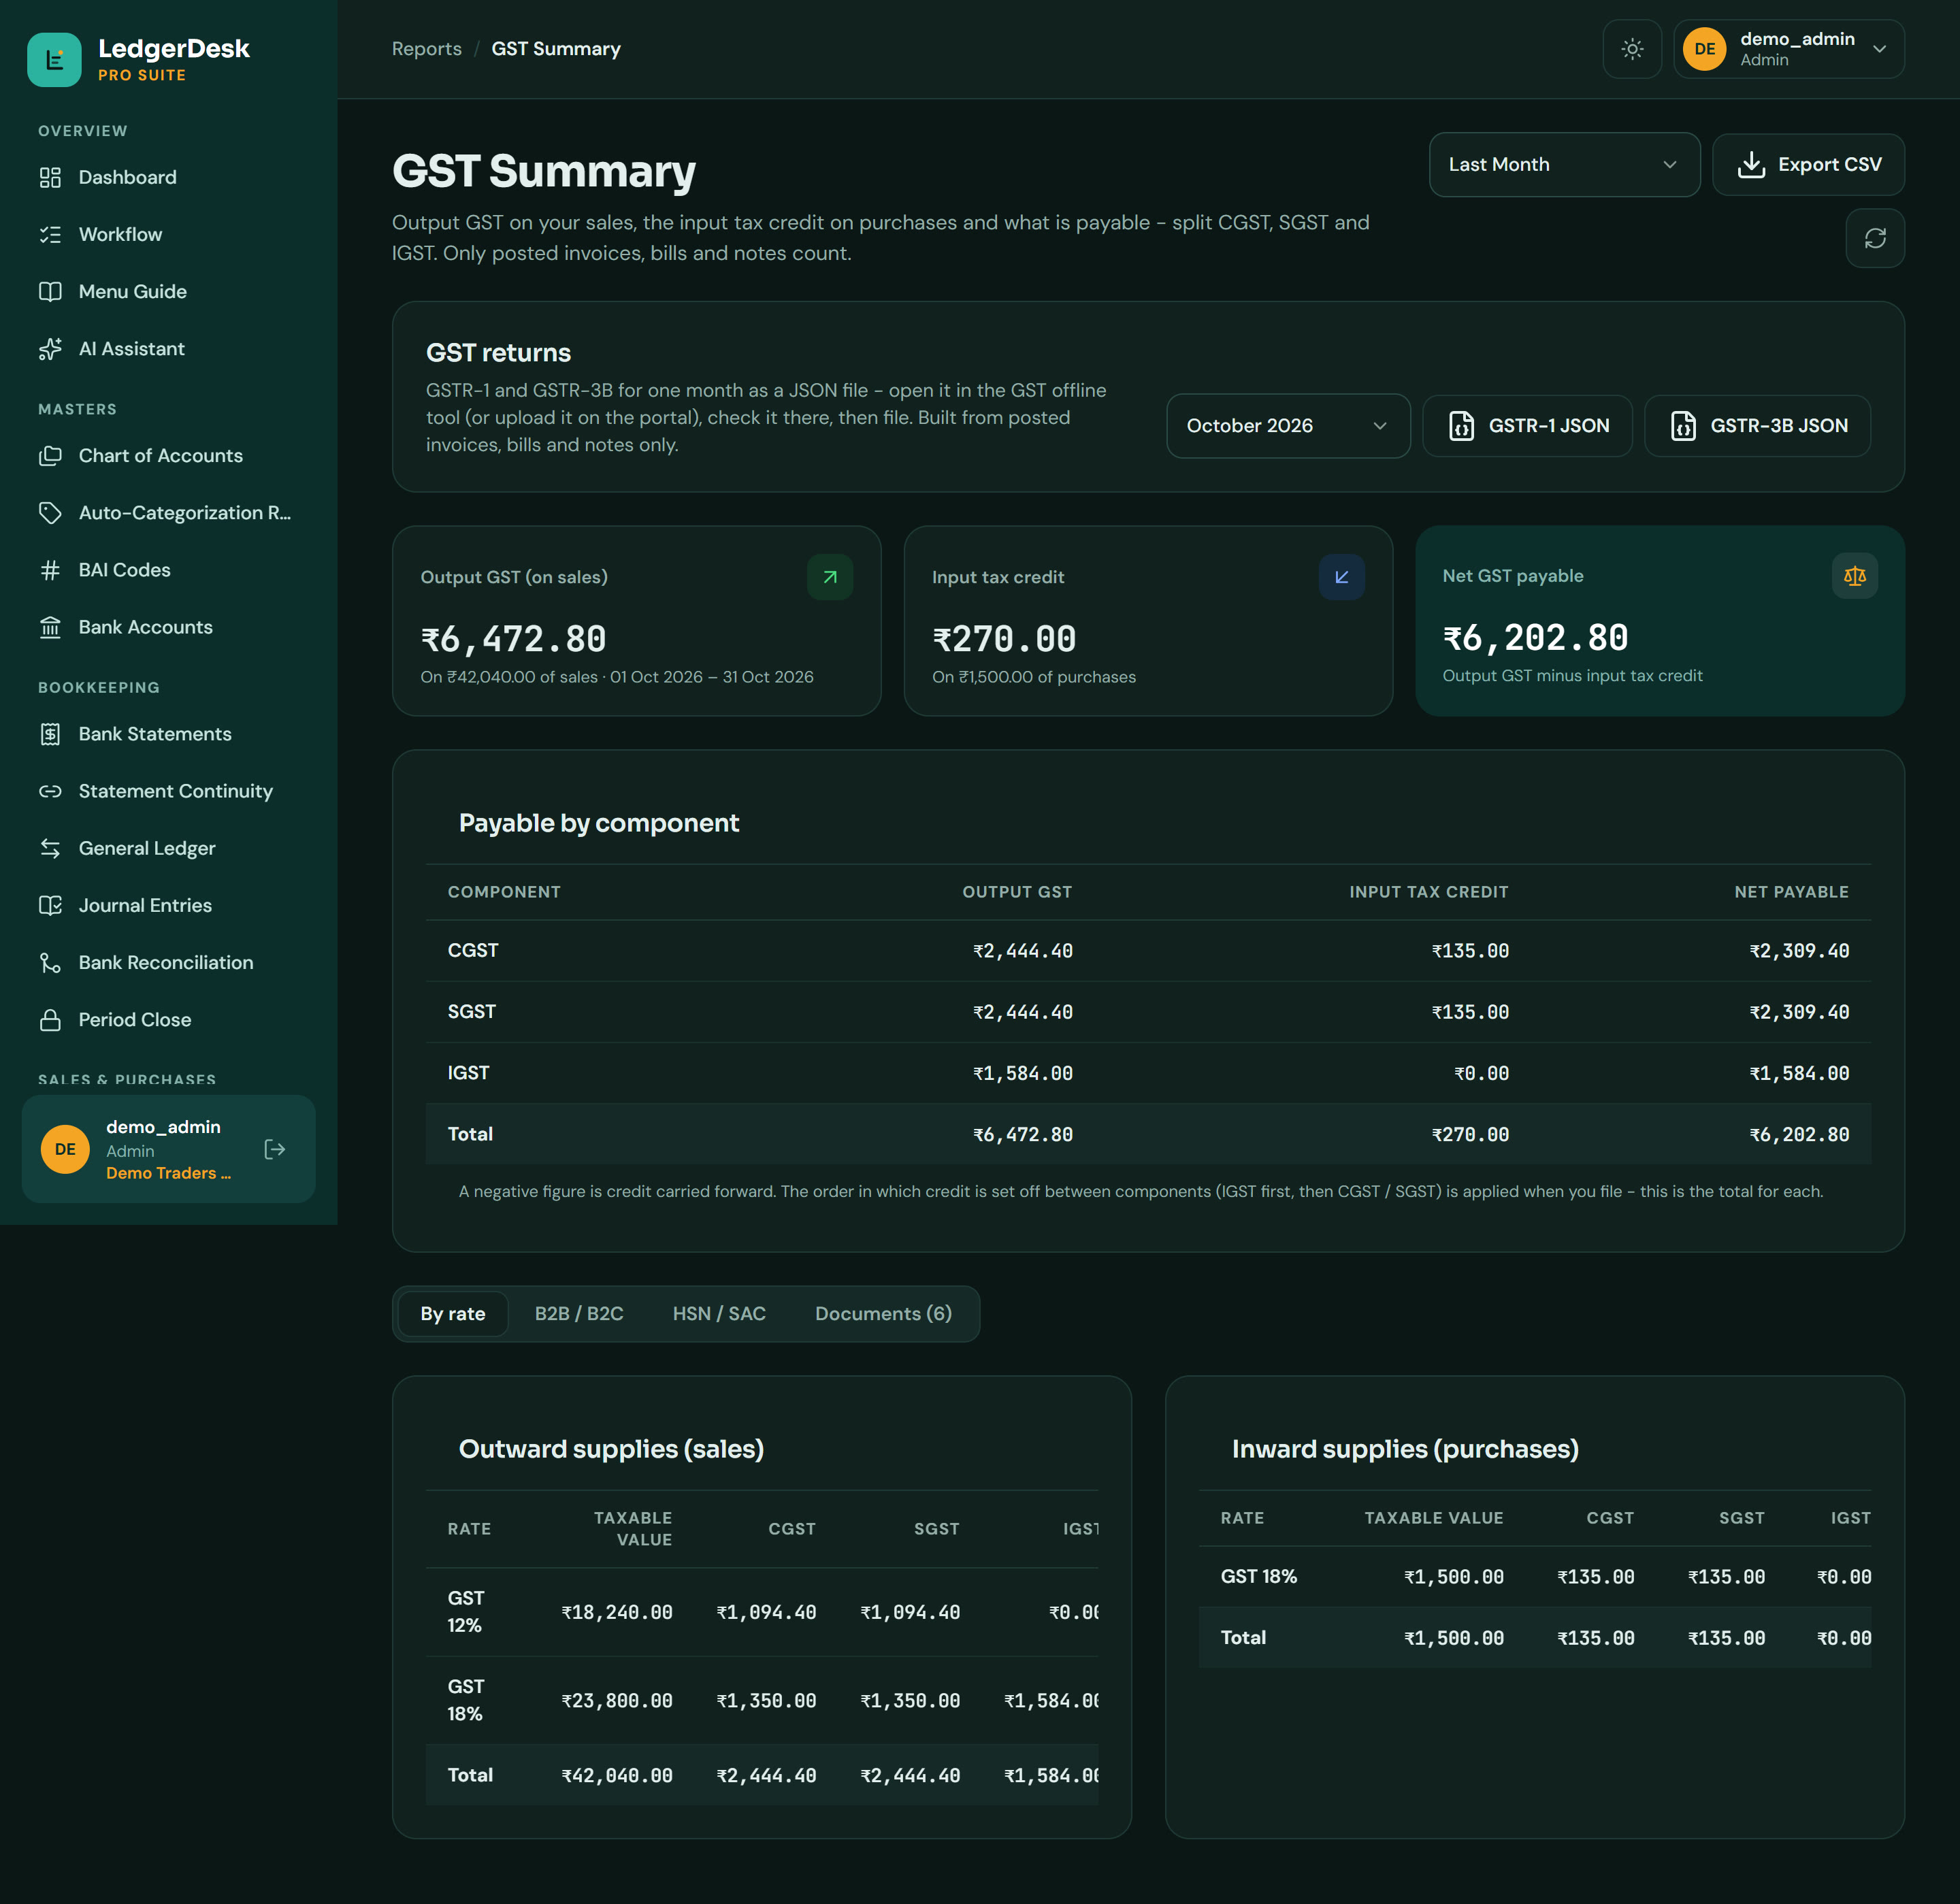 LedgerDesk
PRO SUITE
OVERVIEW
Dashboard
Workflow
Menu Guide
AI Assistant
MASTERS
Chart of Accounts
Auto-Categorization R...
BAI Codes
Bank Accounts
BOOKKEEPING
Bank Statements
Statement Continuity
General Ledger
Journal Entries
Bank Reconciliation
Period Close
SALES & PURCHASES
DE
demo_admin
Admin
Demo Traders ...
Reports / GST Summary
DE
demo_admin
Admin
GST Summary
Output GST on your sales, the input tax credit on purchases and what is payable - split CGST, SGST and
IGST. Only posted invoices, bills and notes count.
Last Month
Export CSV
GST returns
GSTR-1 and GSTR-3B for one month as a JSON file - open it in the GST offline
tool (or upload it on the portal), check it there, then file. Built from posted
invoices, bills and notes only.
October 2026
GSTR-1 JSON
GSTR-3B JSON
Output GST (on sales)
₹6,472.80
On ₹42,040.00 of sales · 01 Oct 2026 – 31 Oct 2026
Input tax credit
₹270.00
On ₹1,500.00 of purchases
Net GST payable
₹6,202.80
Output GST minus input tax credit
Payable by component
COMPONENT OUTPUT GST INPUT TAX CREDIT NET PAYABLE
CGST ₹2,444.40 ₹135.00 ₹2,309.40
SGST ₹2,444.40 ₹135.00 ₹2,309.40
IGST ₹1,584.00 ₹0.00 ₹1,584.00
Total ₹6,472.80 ₹270.00 ₹6,202.80
A negative figure is credit carried forward. The order in which credit is set off between components (IGST first, then CGST / SGST) is applied when you file - this is the total for each.
By rate
B2B / B2C
HSN / SAC
Documents (6)
Outward supplies (sales)
RATE TAXABLE VALUE CGST SGST IGST
GST 12% ₹18,240.00 ₹1,094.40 ₹1,094.40 ₹0.00
GST 18% ₹23,800.00 ₹1,350.00 ₹1,350.00 ₹1,584.00
Total ₹42,040.00 ₹2,444.40 ₹2,444.40 ₹1,584.00
Inward supplies (purchases)
RATE TAXABLE VALUE CGST SGST IGST
GST 18% ₹1,500.00 ₹135.00 ₹135.00 ₹0.00
Total ₹1,500.00 ₹135.00 ₹135.00 ₹0.00